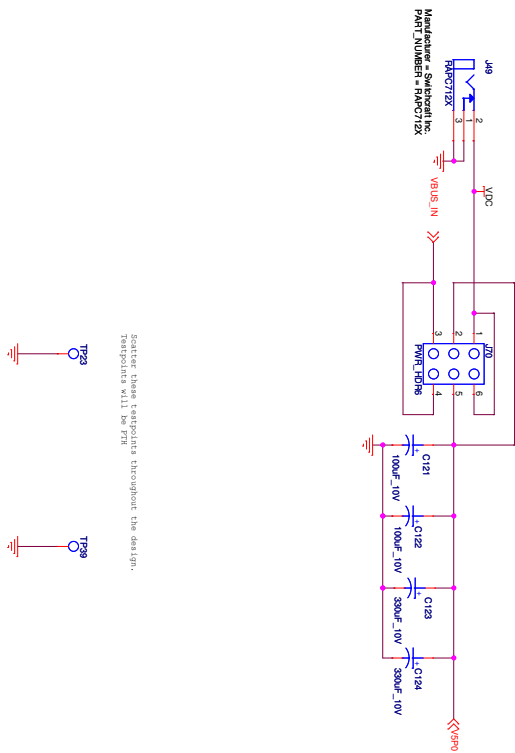 J49
RAPC712X
Manufacturer = Switchcraft Inc.
PART_NUMBER = RAPC712X
2
1
3
VDC
VBUS_IN
J70
PWR_HDR6
1
2
3
6
5
4
C121
100uF_10V
C122
100uF_10V
C123
330uF_10V
C124
330uF_10V
V5P0
Scatter these testpoints throughout the design.
Testpoints will be PTH
TP23
TP39